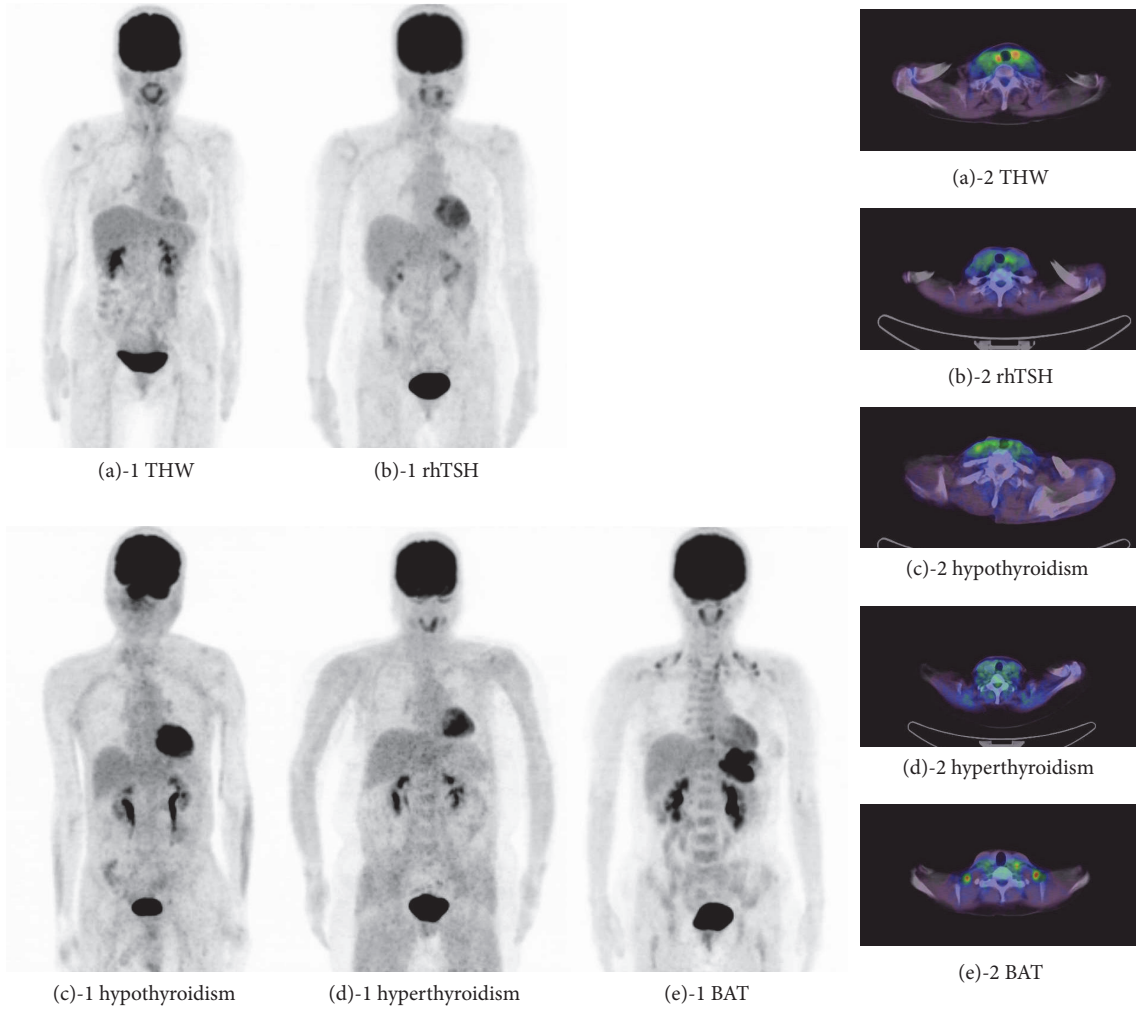 (a)-1 THW
(b)-1 rhTSH
(c)-1 hypothyroidism
(d)-1 hyperthyroidism
(e)-1 BAT
(a)-2 THW
(b)-2 rhTSH
(c)-2 hypothyroidism
(d)-2 hyperthyroidism
(e)-2 BAT